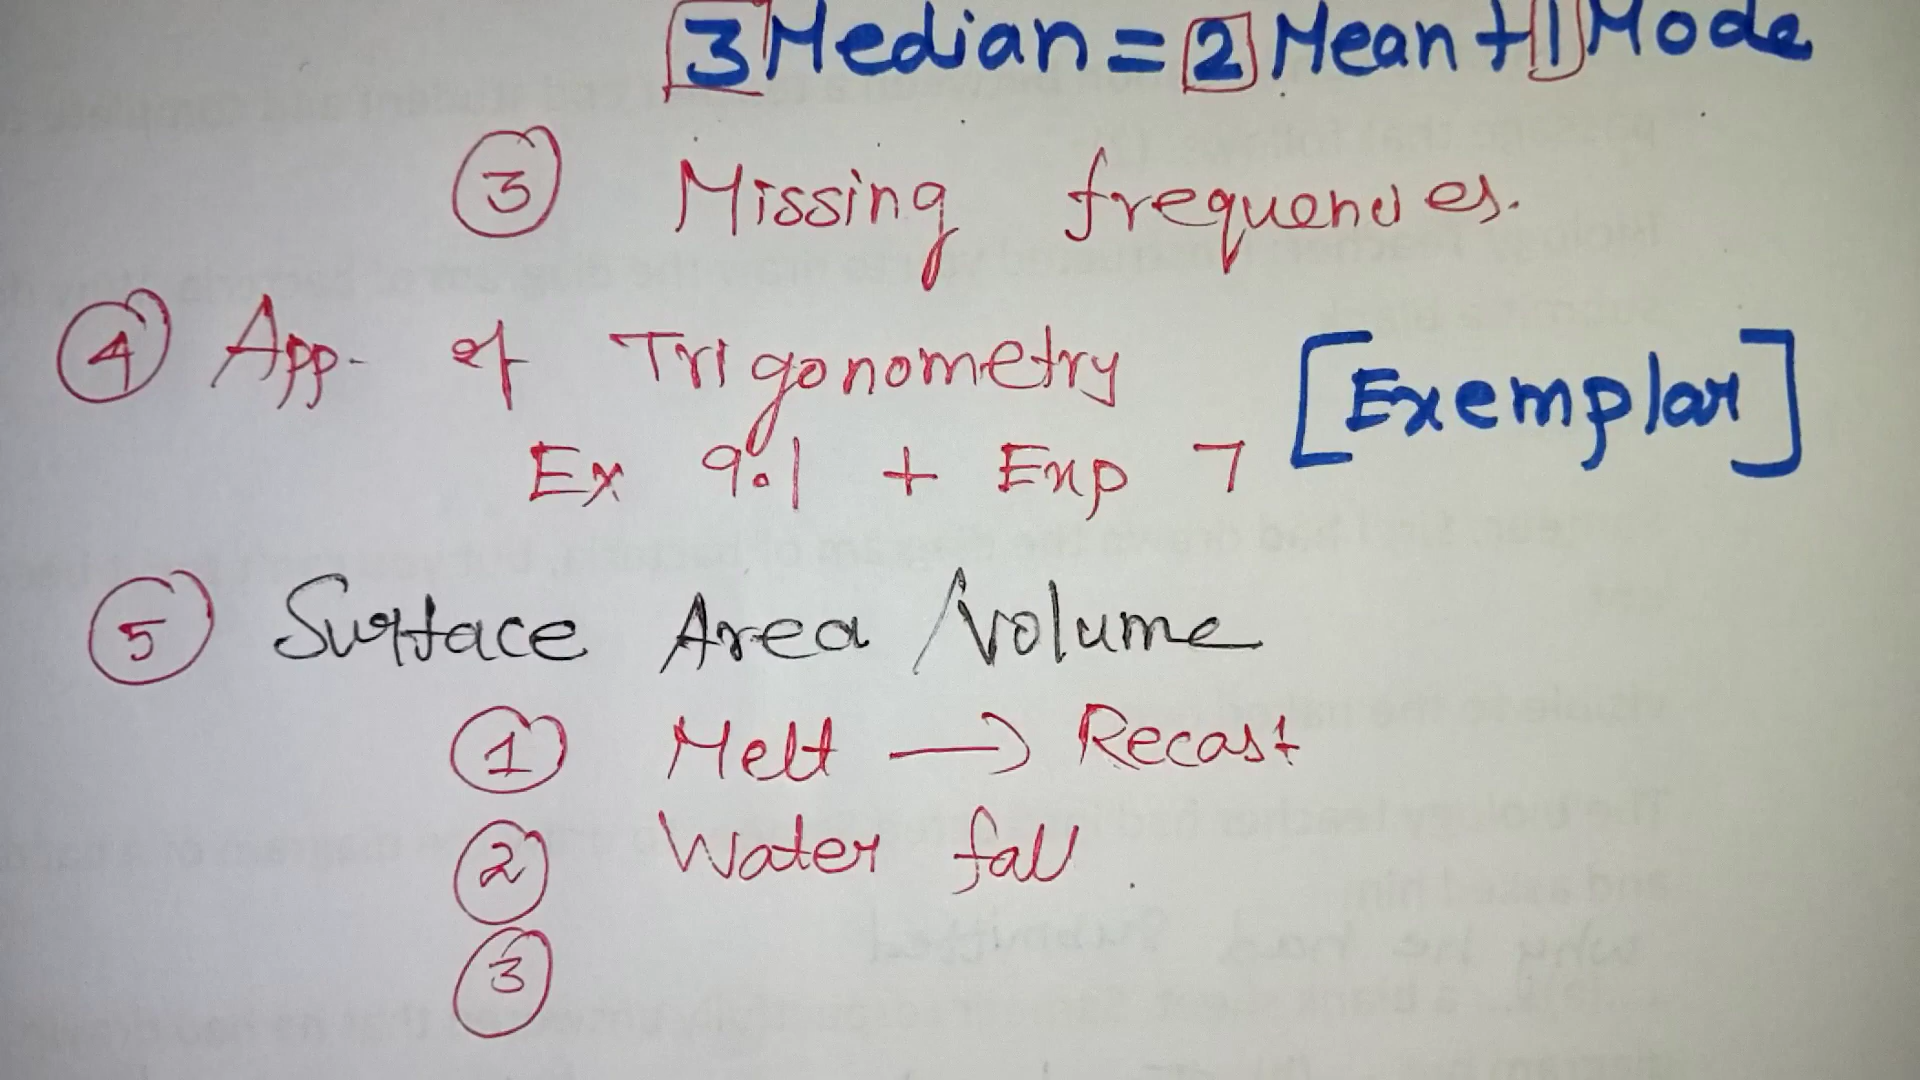 3 Median = 2 Mean + 1 Mode
③ Missing frequencies.
④ App. of Trigonometry
[Exemplar]
Ex 9.1 + Exp 7
⑤ Surface Area / Volume
① Melt → Recast
② Water fall
③